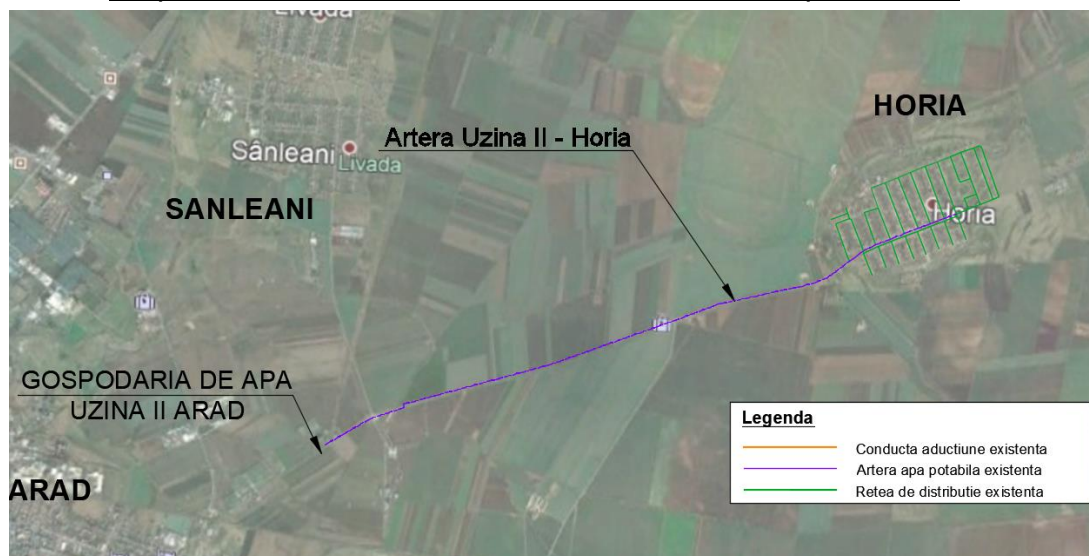 Livada
HORIA
Artera Uzina II - Horia
Sânleani
Livada
SANLEANI
Horia
GOSPODARIA DE APA
UZINA II ARAD
ARAD
Legenda
Conducta aductiune existenta
Artera apa potabila existenta
Retea de distributie existenta